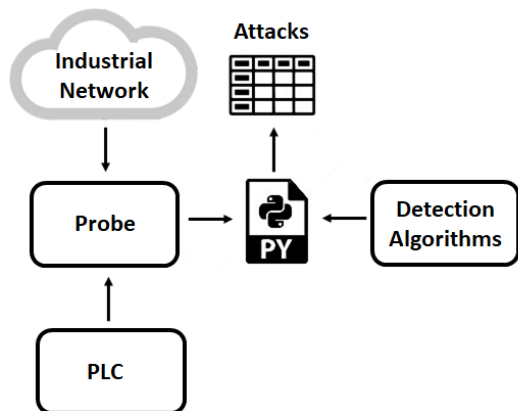 Attacks
Industrial
Network
Probe
PY
Detection
Algorithms
PLC